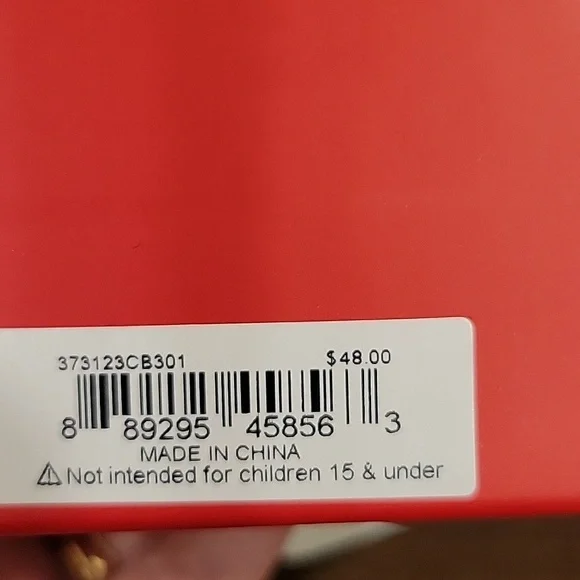 373123CB301 $48.00
8 89295 45856 3
MADE IN CHINA
⚠ Not intended for children 15 & under